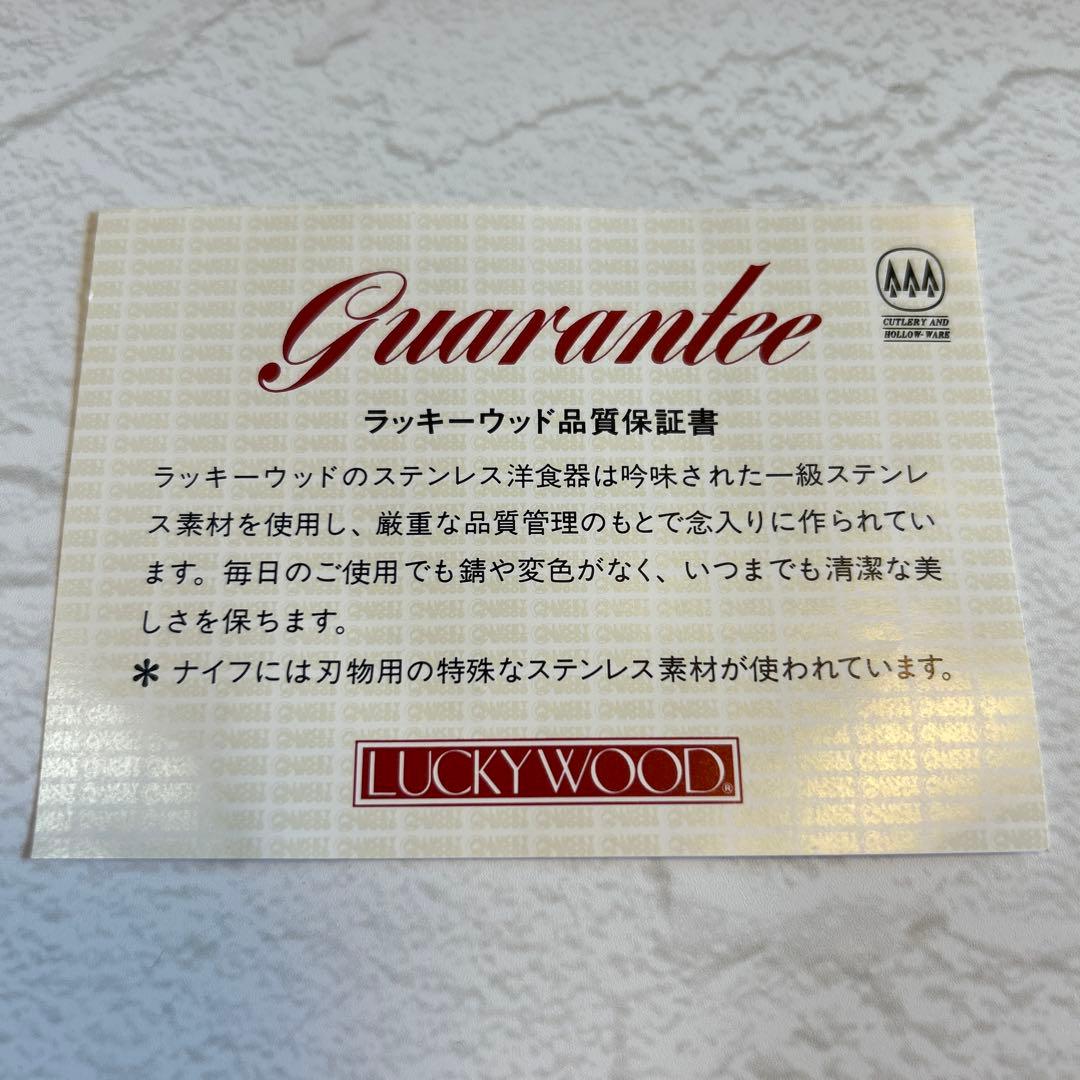 Guarantee
CUTLERY AND
HOLLOW-WARE
ラッキーウッド品質保証書
ラッキーウッドのステンレス洋食器は吟味された一級ステンレ
ス素材を使用し、厳重な品質管理のもとで念入りに作られてい
ます。毎日のご使用でも錆や変色がなく、いつまでも清潔な美
しさを保ちます。
＊ナイフには刃物用の特殊なステンレス素材が使われています。
LUCKYWOOD®